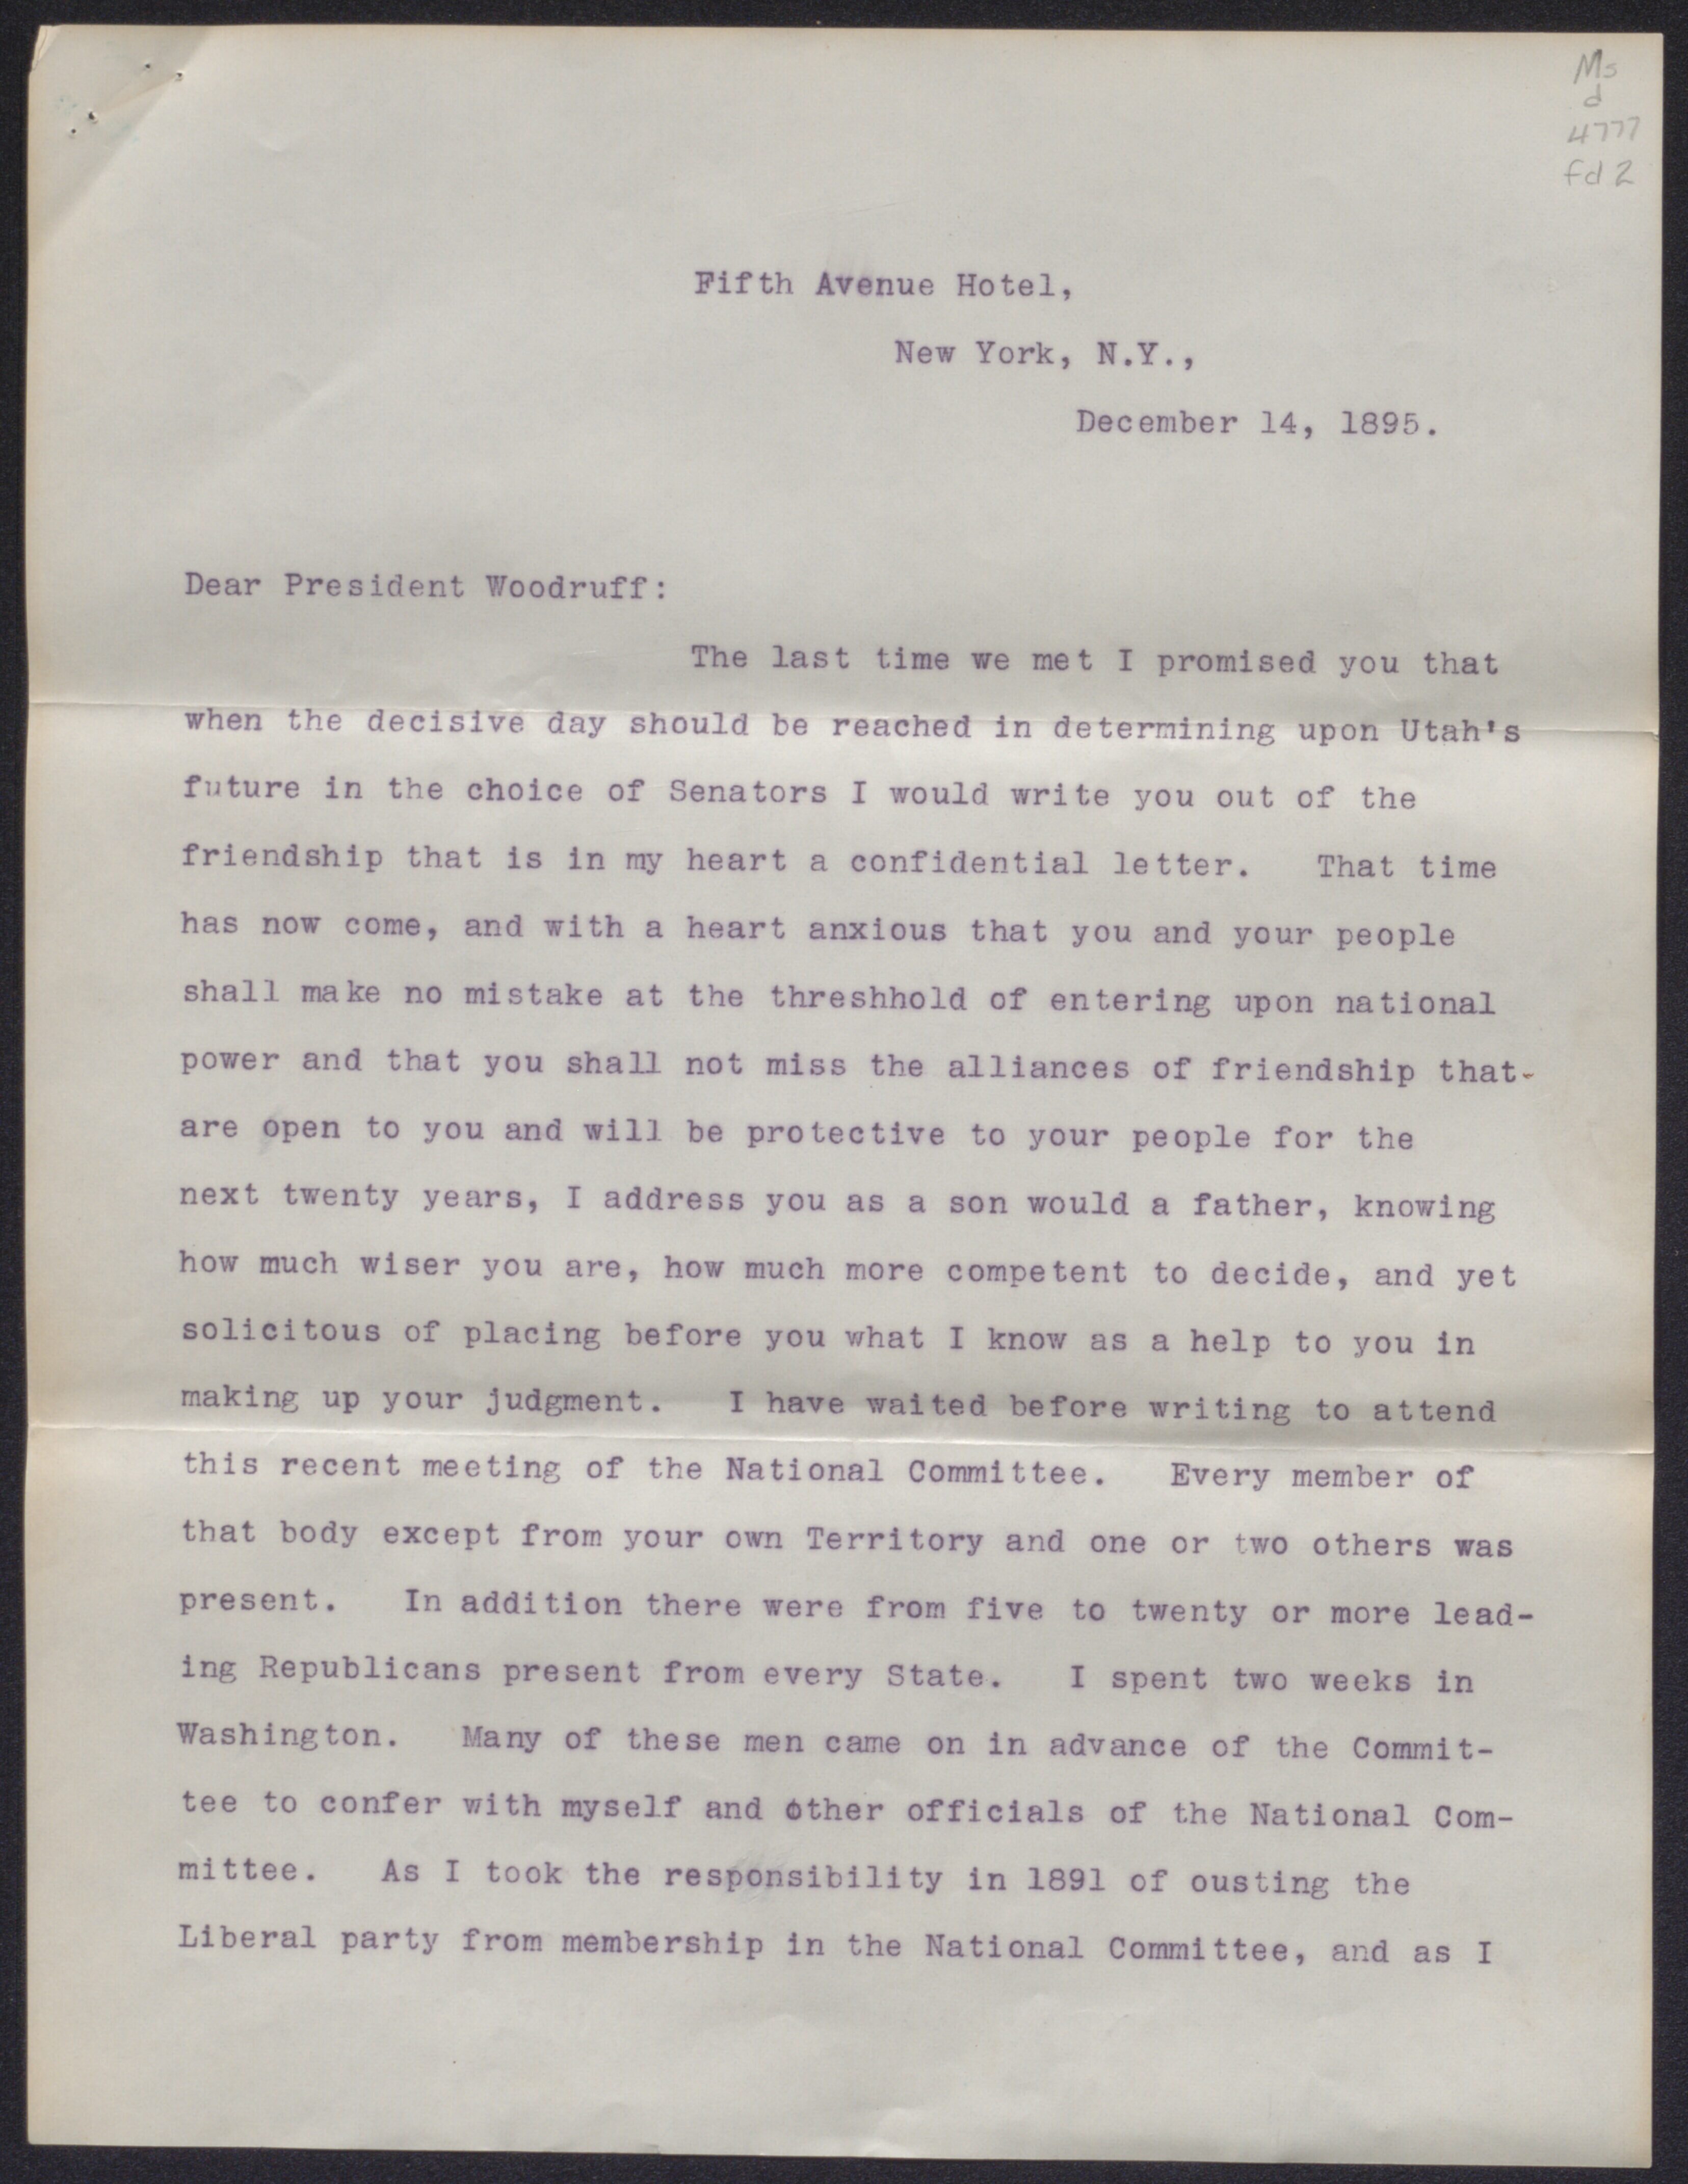 Ms
d
4777
fd 2
Fifth Avenue Hotel,
New York, N.Y.,
December 14, 1895.
Dear President Woodruff:
The last time we met I promised you that
when the decisive day should be reached in determining upon Utah's
future in the choice of Senators I would write you out of the
friendship that is in my heart a confidential letter. That time
has now come, and with a heart anxious that you and your people
shall make no mistake at the threshhold of entering upon national
power and that you shall not miss the alliances of friendship that
are open to you and will be protective to your people for the
next twenty years, I address you as a son would a father, knowing
how much wiser you are, how much more competent to decide, and yet
solicitous of placing before you what I know as a help to you in
making up your judgment. I have waited before writing to attend
this recent meeting of the National Committee. Every member of
that body except from your own Territory and one or two others was
present. In addition there were from five to twenty or more lead-
ing Republicans present from every State. I spent two weeks in
Washington. Many of these men came on in advance of the Commit-
tee to confer with myself and other officials of the National Com-
mittee. As I took the responsibility in 1891 of ousting the
Liberal party from membership in the National Committee, and as I